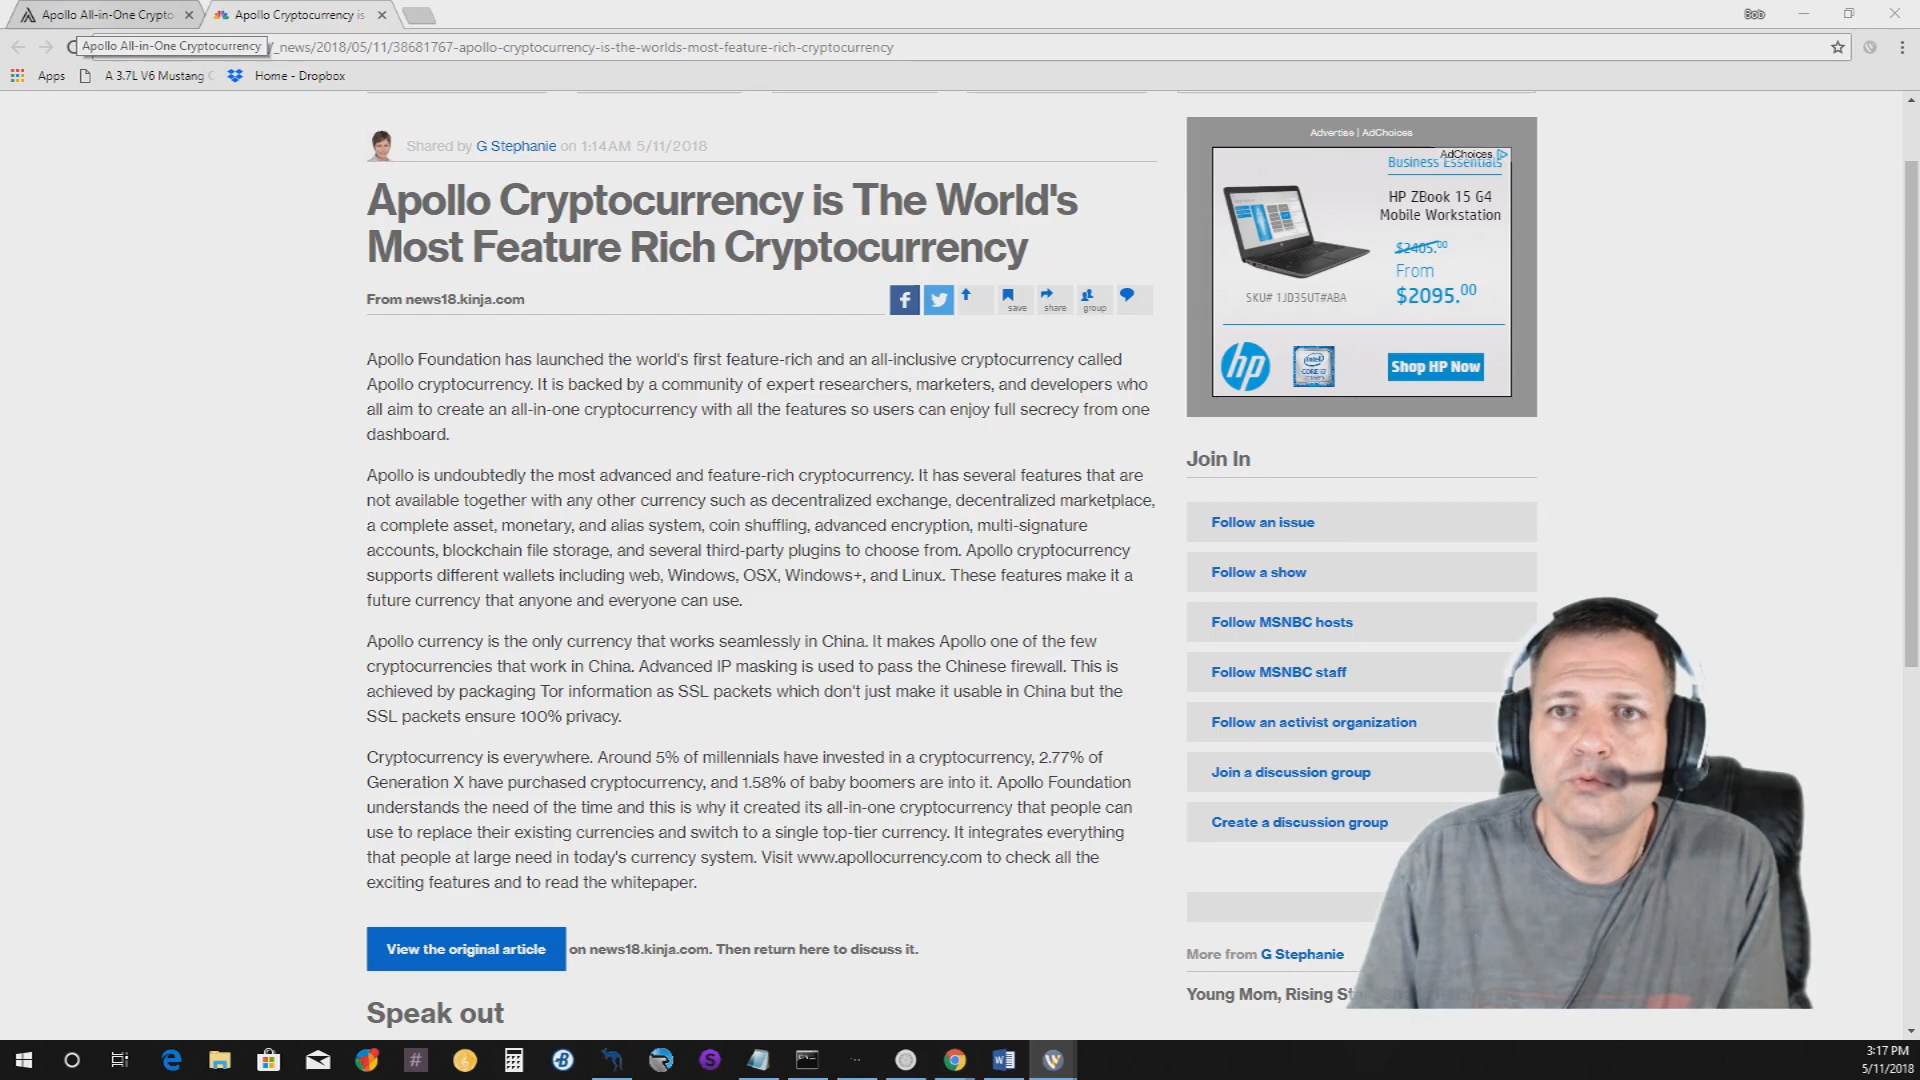 Apollo All-in-One Crypto
Apollo Cryptocurrency is
Bob
Apollo All-in-One Cryptocurrency
/_news/2018/05/11/38681767-apollo-cryptocurrency-is-the-worlds-most-feature-rich-cryptocurrency
Apps
A 3.7L V6 Mustang
Home - Dropbox
Shared by G Stephanie on 1:14AM 5/11/2018
Apollo Cryptocurrency is The World's
Most Feature Rich Cryptocurrency
From news18.kinja.com
save
share
group
Apollo Foundation has launched the world's first feature-rich and an all-inclusive cryptocurrency called
Apollo cryptocurrency. It is backed by a community of expert researchers, marketers, and developers who
all aim to create an all-in-one cryptocurrency with all the features so users can enjoy full secrecy from one
dashboard.
Apollo is undoubtedly the most advanced and feature-rich cryptocurrency. It has several features that are
not available together with any other currency such as decentralized exchange, decentralized marketplace,
a complete asset, monetary, and alias system, coin shuffling, advanced encryption, multi-signature
accounts, blockchain file storage, and several third-party plugins to choose from. Apollo cryptocurrency
supports different wallets including web, Windows, OSX, Windows+, and Linux. These features make it a
future currency that anyone and everyone can use.
Apollo currency is the only currency that works seamlessly in China. It makes Apollo one of the few
cryptocurrencies that work in China. Advanced IP masking is used to pass the Chinese firewall. This is
achieved by packaging Tor information as SSL packets which don't just make it usable in China but the
SSL packets ensure 100% privacy.
Cryptocurrency is everywhere. Around 5% of millennials have invested in a cryptocurrency, 2.77% of
Generation X have purchased cryptocurrency, and 1.58% of baby boomers are into it. Apollo Foundation
understands the need of the time and this is why it created its all-in-one cryptocurrency that people can
use to replace their existing currencies and switch to a single top-tier currency. It integrates everything
that people at large need in today's currency system. Visit www.apollocurrency.com to check all the
exciting features and to read the whitepaper.
View the original article
on news18.kinja.com. Then return here to discuss it.
Speak out
Advertise | AdChoices
AdChoices
Business Essentials
HP ZBook 15 G4
Mobile Workstation
$2405.00
From
$2095.00
SKU# 1JD35UT#ABA
hp
Shop HP Now
Join In
Follow an issue
Follow a show
Follow MSNBC hosts
Follow MSNBC staff
Follow an activist organization
Join a discussion group
Create a discussion group
More from G Stephanie
Young Mom, Rising
3:17 PM
5/11/2018